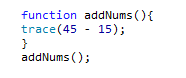 function addNums(){
trace(45 - 15);
}
addNums();